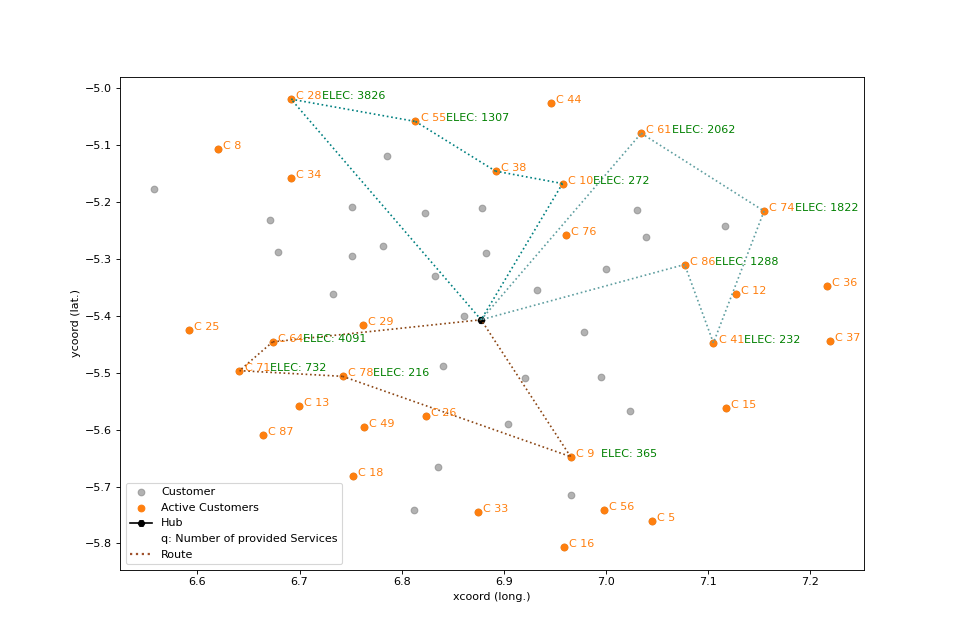 −5.0
C 28 ELEC: 3826
C 44
C 55 ELEC: 1307
C 61 ELEC: 2062
−5.1
C 8
C 38
C 34
C 10 ELEC: 272
−5.2
C 74 ELEC: 1822
C 76
−5.3
C 86 ELEC: 1288
C 36
C 12
−5.4
C 25
C 29
C 64 ELEC: 4091
C 41 ELEC: 232
C 37
−5.5
C 71 ELEC: 732
C 78 ELEC: 216
C 13
C 15
C 26
−5.6
C 87
C 49
C 9 ELEC: 365
C 18
−5.7
C 33
C 56
C 5
−5.8
C 16
Customer
Active Customers
Hub
q: Number of provided Services
Route
6.6 6.7 6.8 6.9 7.0 7.1 7.2
xcoord (long.)
ycoord (lat.)